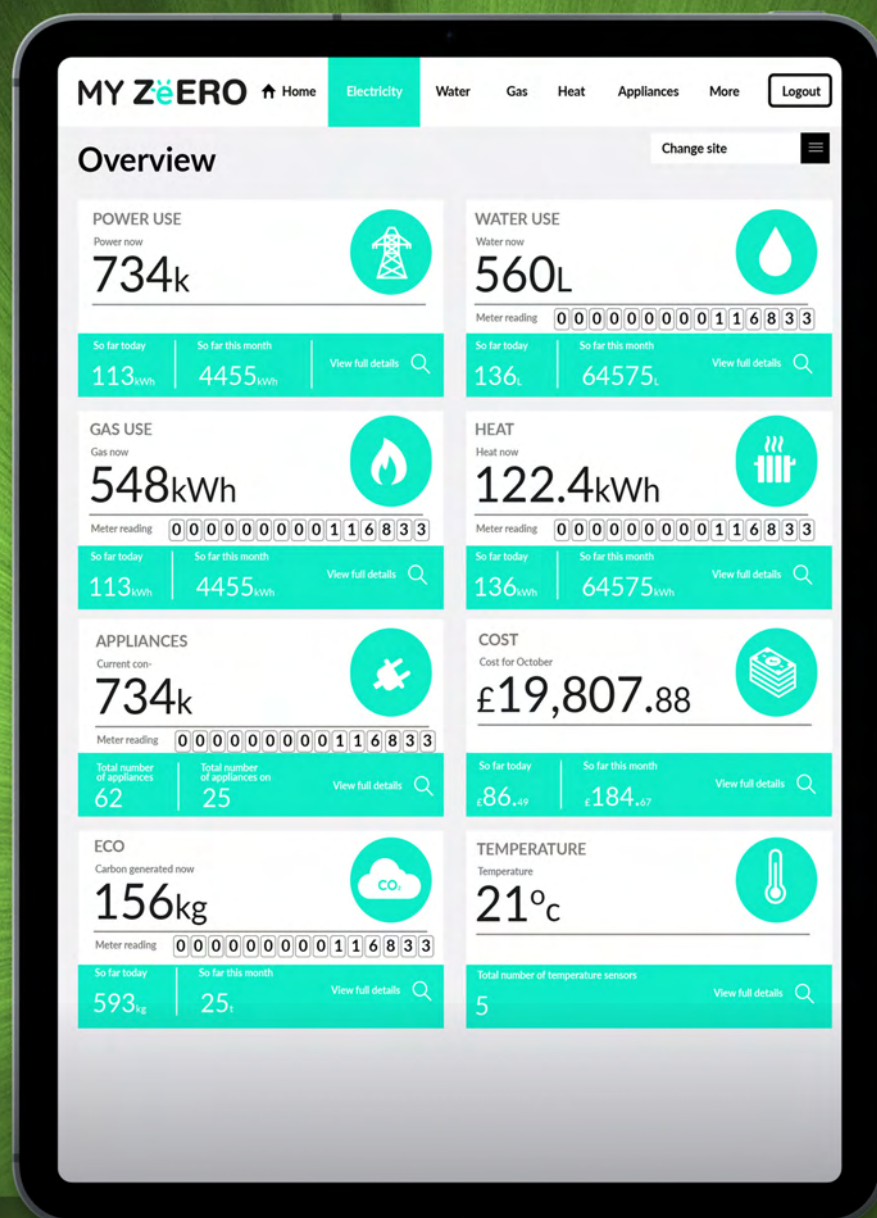 MY ZëERO Home Electricity Water Gas Heat Appliances More Logout
Overview
Change site
POWER USE
Power now
734k
So far today
113kWh
So far this month
4455kWh
View full details
WATER USE
Water now
560L
Meter reading 000000000116833
So far today
136L
So far this month
64575L
View full details
GAS USE
Gas now
548kWh
Meter reading 000000000116833
So far today
113kWh
So far this month
4455kWh
View full details
HEAT
Heat now
122.4kWh
Meter reading 000000000116833
So far today
136kWh
So far this month
64575kWh
View full details
APPLIANCES
Current con-
734k
Meter reading 000000000116833
Total number
of appliances
62
Total number
of appliances on
25
View full details
COST
Cost for October
£19,807.88
So far today
£86.49
So far this month
£184.67
View full details
ECO
Carbon generated now
CO₂
156kg
Meter reading 000000000116833
So far today
593kg
So far this month
25t
View full details
TEMPERATURE
Temperature
21°c
Total number of temperature sensors
5
View full details